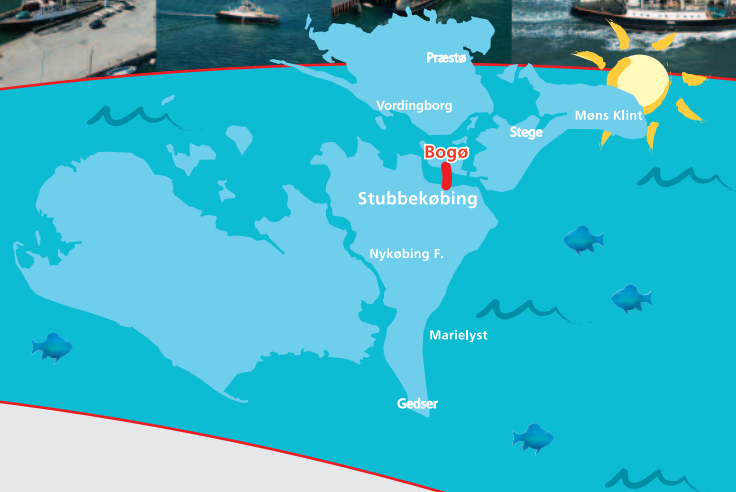 Præstø
Vordingborg
Møns Klint
Stege
Bogø
Stubbekøbing
Nykøbing F.
Marielyst
Gedser